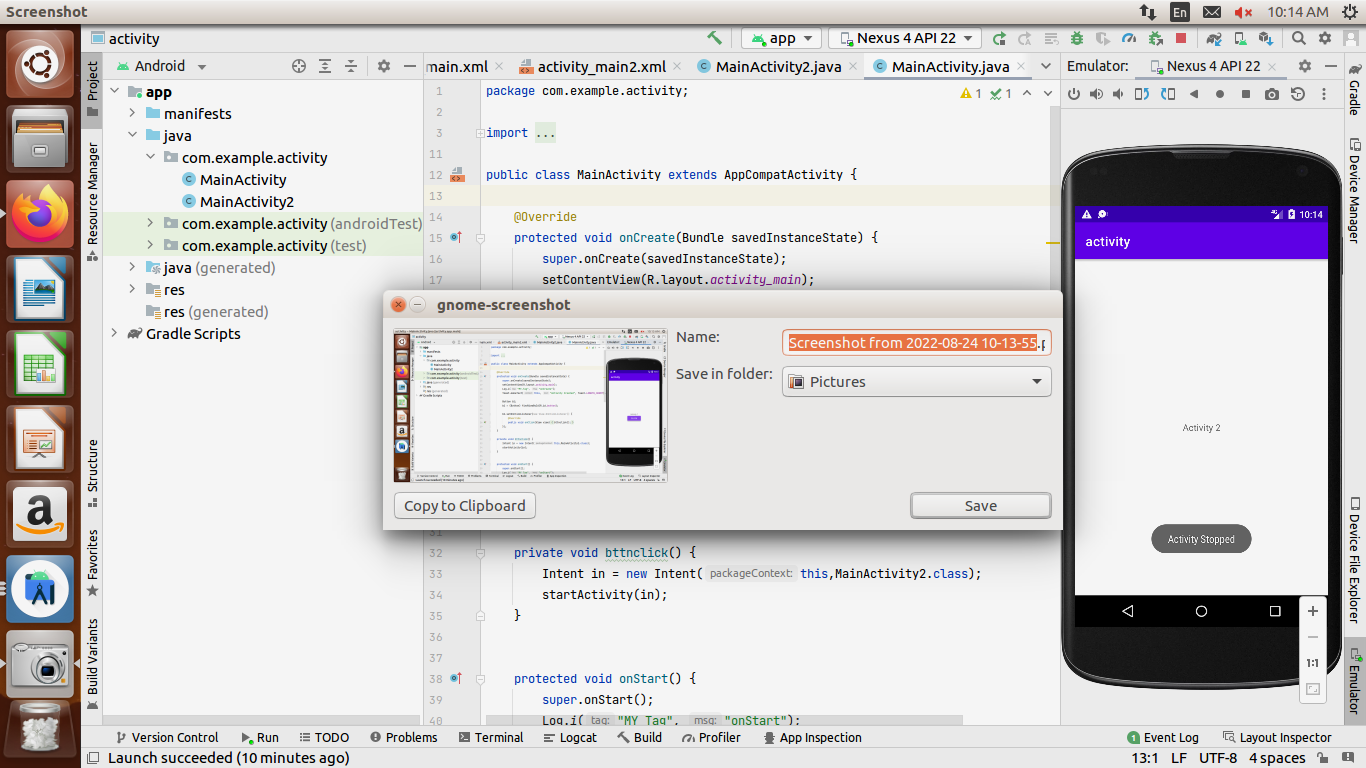 Screenshot
En
10:14 AM
activity
app
Nexus 4 API 22
Project
Resource Manager
Structure
Favorites
Build Variants
Android
app
manifests
java
com.example.activity
MainActivity
MainActivity2
com.example.activity (androidTest)
com.example.activity (test)
java (generated)
res
res (generated)
Gradle Scripts
main.xml
activity_main2.xml
MainActivity2.java
MainActivity.java
1 package com.example.activity;
1 1
2
3 import ...
11
12 public class MainActivity extends AppCompatActivity {
13
14 @Override
15 protected void onCreate(Bundle savedInstanceState) {
16 super.onCreate(savedInstanceState);
17 setContentView(R.layout.activity_main);
gnome-screenshot
Name:
Screenshot from 2022-08-24 10-13-55.p
Save in folder:
Pictures
Copy to Clipboard
Save
32 private void bttnclick() {
33 Intent in = new Intent( packageContext: this,MainActivity2.class);
34 startActivity(in);
35 }
36
37
38 protected void onStart() {
39 super.onStart();
40 Log.i( tag: "MY Tag", msg: "onStart");
Emulator:
Nexus 4 API 22
10:14
activity
Activity 2
Activity Stopped
1:1
Gradle
Device Manager
Device File Explorer
Emulator
Version Control
Run
TODO
Problems
Terminal
Logcat
Build
Profiler
App Inspection
1 Event Log
Layout Inspector
Launch succeeded (10 minutes ago)
13:1
LF
UTF-8
4 spaces